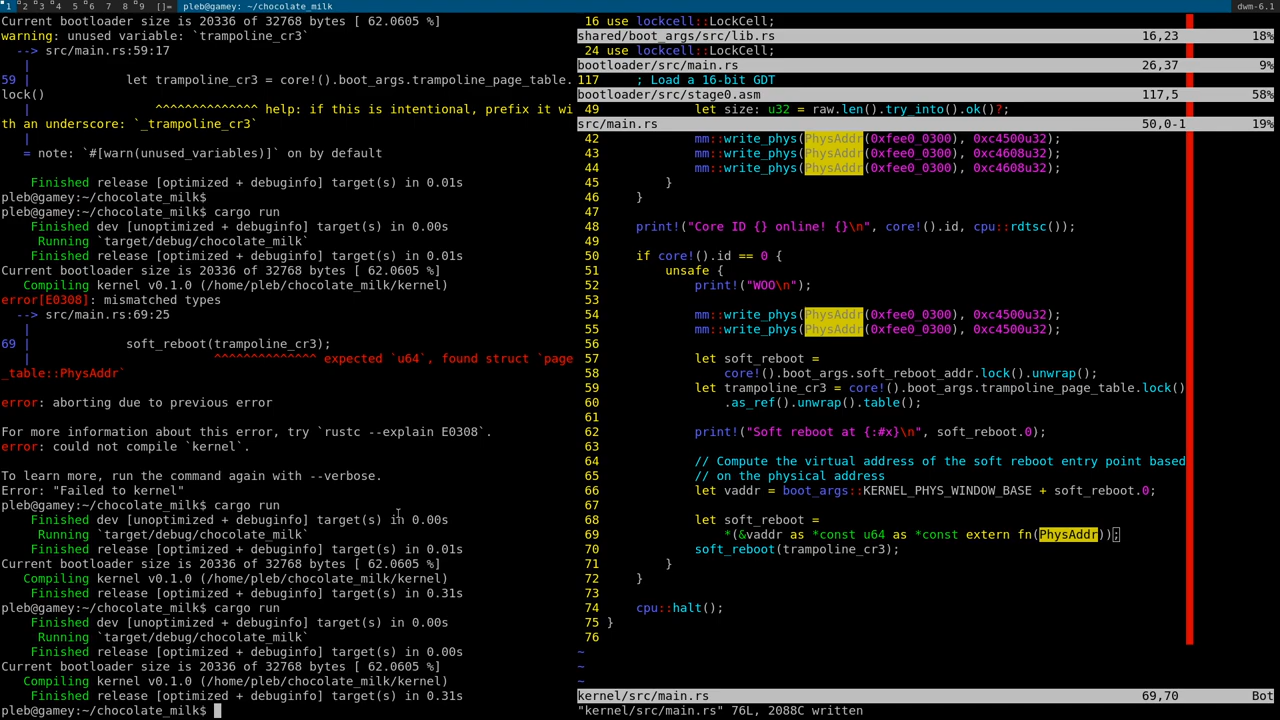 1 2 3 4 5 6 7 8 9 []= pleb@gamey: ~/chocolate_milk dwm-6.1
Current bootloader size is 20336 of 32768 bytes [ 62.0605 %]
warning: unused variable: `trampoline_cr3`
--> src/main.rs:59:17
|
59 | let trampoline_cr3 = core!().boot_args.trampoline_page_table.
lock()
| ^^^^^^^^^^^^^^ help: if this is intentional, prefix it wi
th an underscore: `_trampoline_cr3`
|
= note: `#[warn(unused_variables)]` on by default
Finished release [optimized + debuginfo] target(s) in 0.01s
pleb@gamey:~/chocolate_milk$
pleb@gamey:~/chocolate_milk$ cargo run
Finished dev [unoptimized + debuginfo] target(s) in 0.00s
Running `target/debug/chocolate_milk`
Finished release [optimized + debuginfo] target(s) in 0.01s
Current bootloader size is 20336 of 32768 bytes [ 62.0605 %]
Compiling kernel v0.1.0 (/home/pleb/chocolate_milk/kernel)
error[E0308]: mismatched types
--> src/main.rs:69:25
|
69 | soft_reboot(trampoline_cr3);
| ^^^^^^^^^^^^^^ expected `u64`, found struct `page
_table::PhysAddr`
error: aborting due to previous error
For more information about this error, try `rustc --explain E0308`.
error: could not compile `kernel`.
To learn more, run the command again with --verbose.
Error: "Failed to kernel"
pleb@gamey:~/chocolate_milk$ cargo run
Finished dev [unoptimized + debuginfo] target(s) in 0.00s
Running `target/debug/chocolate_milk`
Finished release [optimized + debuginfo] target(s) in 0.01s
Current bootloader size is 20336 of 32768 bytes [ 62.0605 %]
Compiling kernel v0.1.0 (/home/pleb/chocolate_milk/kernel)
Finished release [optimized + debuginfo] target(s) in 0.31s
pleb@gamey:~/chocolate_milk$ cargo run
Finished dev [unoptimized + debuginfo] target(s) in 0.00s
Running `target/debug/chocolate_milk`
Finished release [optimized + debuginfo] target(s) in 0.00s
Current bootloader size is 20336 of 32768 bytes [ 62.0605 %]
Compiling kernel v0.1.0 (/home/pleb/chocolate_milk/kernel)
Finished release [optimized + debuginfo] target(s) in 0.31s
pleb@gamey:~/chocolate_milk$
16 use lockcell::LockCell;
shared/boot_args/src/lib.rs 16,23 18%
24 use lockcell::LockCell;
bootloader/src/main.rs 26,37 9%
117 ; Load a 16-bit GDT
bootloader/src/stage0.asm 117,5 58%
49 let size: u32 = raw.len().try_into().ok()?;
src/main.rs 50,0-1 19%
42 mm::write_phys(PhysAddr(0xfee0_0300), 0xc4500u32);
43 mm::write_phys(PhysAddr(0xfee0_0300), 0xc4608u32);
44 mm::write_phys(PhysAddr(0xfee0_0300), 0xc4608u32);
45 }
46 }
47
48 print!("Core ID {} online! {}\n", core!().id, cpu::rdtsc());
49
50 if core!().id == 0 {
51 unsafe {
52 print!("WOO\n");
53
54 mm::write_phys(PhysAddr(0xfee0_0300), 0xc4500u32);
55 mm::write_phys(PhysAddr(0xfee0_0300), 0xc4500u32);
56
57 let soft_reboot =
58 core!().boot_args.soft_reboot_addr.lock().unwrap();
59 let trampoline_cr3 = core!().boot_args.trampoline_page_table.lock()
60 .as_ref().unwrap().table();
61
62 print!("Soft reboot at {:#x}\n", soft_reboot.0);
63
64 // Compute the virtual address of the soft reboot entry point based
65 // on the physical address
66 let vaddr = boot_args::KERNEL_PHYS_WINDOW_BASE + soft_reboot.0;
67
68 let soft_reboot =
69 *(&vaddr as *const u64 as *const extern fn(PhysAddr));
70 soft_reboot(trampoline_cr3);
71 }
72 }
73
74 cpu::halt();
75 }
76
~
~
~
kernel/src/main.rs 69,70 Bot
"kernel/src/main.rs" 76L, 2088C written